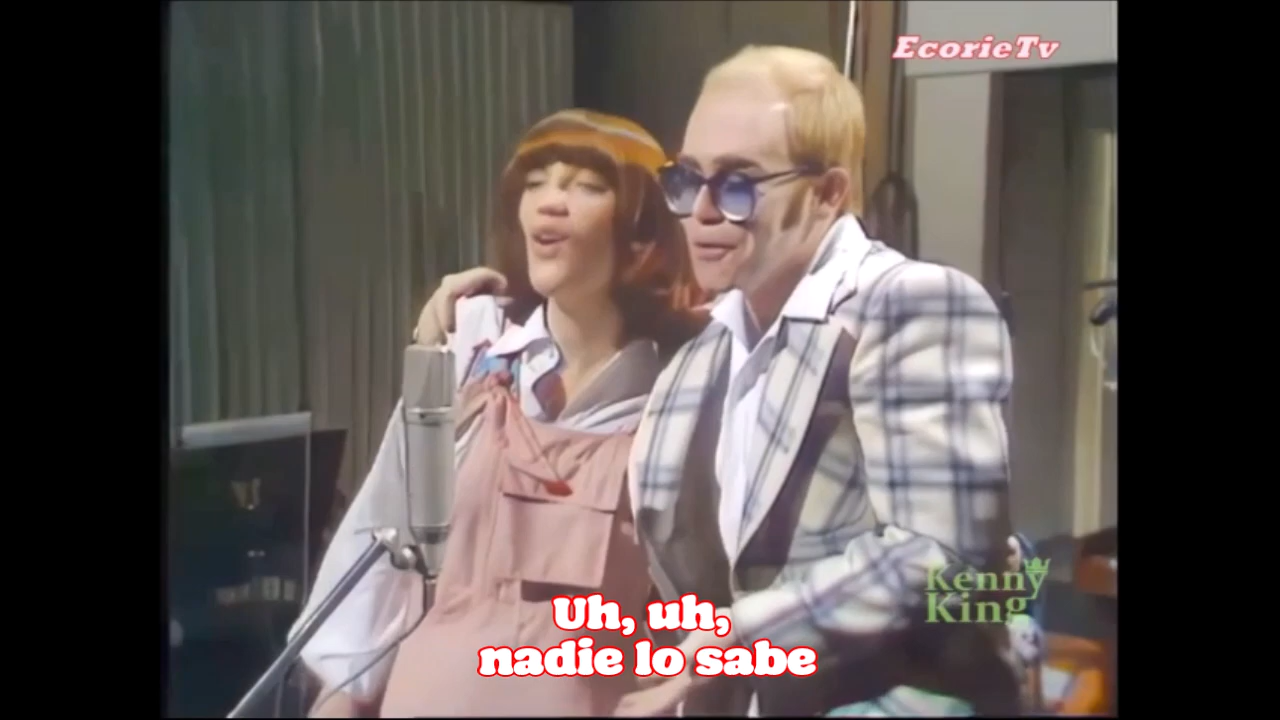 EcorieTv
Kenny
King
Uh, uh,
nadie lo sabe